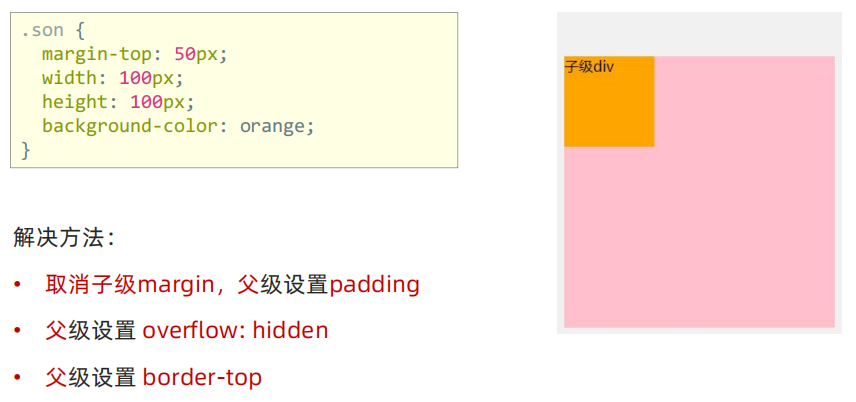 .son {
margin-top: 50px;
width: 100px;
height: 100px;
background-color: orange;
}
子级div
解决方法：
• 取消子级margin，父级设置padding
• 父级设置 overflow: hidden
• 父级设置 border-top